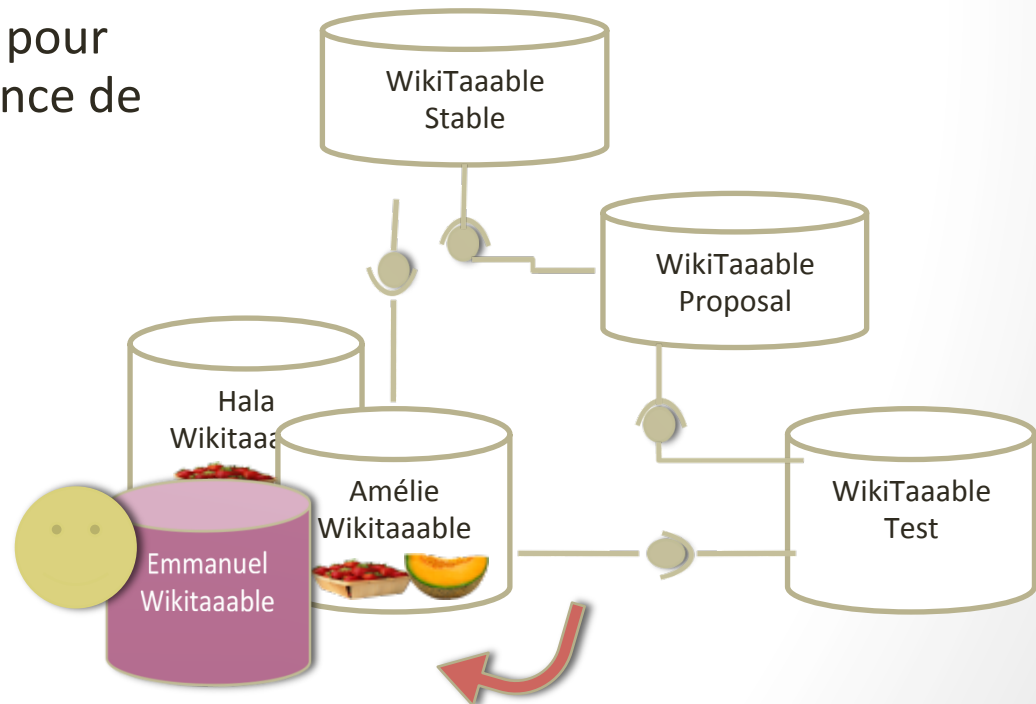 pour
nce de
WikiTaaable
Stable
WikiTaaable
Proposal
Hala
Amélie
Wikitaaable
WikiTaaable
Test
Emmanuel
Wikitaaable